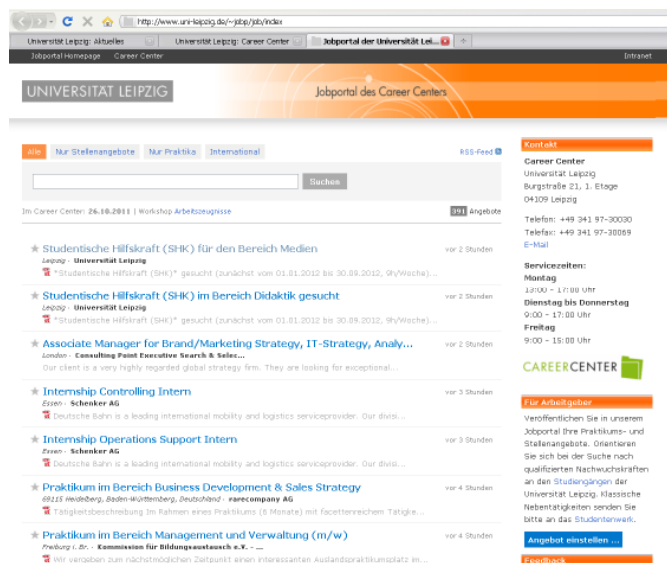 http://www.uni-leipzig.de/~jobp/job/index
Universität Leipzig: Aktuelles
Universität Leipzig: Career Center
Jobportal der Universität Lei...
Jobportal Homepage Career Center Intranet
UNIVERSITÄT LEIPZIG
Jobportal des Career Centers
Alle Nur Stellenangebote Nur Praktika International RSS-Feed
Suchen
Im Career Center: 26.10.2011 | Workshop Arbeitszeugnisse 391 Angebote
Studentische Hilfskraft (SHK) für den Bereich Medien vor 2 Stunden
Leipzig - Universität Leipzig
*Studentische Hilfskraft (SHK)* gesucht (zunächst vom 01.01.2012 bis 30.09.2012, 9h/Woche)...
Studentische Hilfskraft (SHK) im Bereich Didaktik gesucht vor 2 Stunden
Leipzig - Universität Leipzig
*Studentische Hilfskraft (SHK)* gesucht (zunächst vom 01.01.2012 bis 30.09.2012, 9h/Woche)...
Associate Manager for Brand/Marketing Strategy, IT-Strategy, Analy... vor 2 Stunden
London - Consulting Point Executive Search & Selec...
Our client is a very highly regarded global strategy firm. They are looking for exceptional...
Internship Controlling Intern vor 3 Stunden
Essen - Schenker AG
Deutsche Bahn is a leading international mobility and logistics serviceprovider. Our divisi...
Internship Operations Support Intern vor 3 Stunden
Essen - Schenker AG
Deutsche Bahn is a leading international mobility and logistics serviceprovider. Our divisi...
Praktikum im Bereich Business Development & Sales Strategy vor 4 Stunden
69115 Heidelberg, Baden-Württemberg, Deutschland - rarecompany AG
Tätigkeitsbeschreibung Im Rahmen eines Praktikums (6 Monate) mit facettenreichem Tätigke...
Praktikum im Bereich Management und Verwaltung (m/w) vor 4 Stunden
Freiburg i. Br. - Kommission für Bildungsaustausch e.V. - ...
Wir vergeben zum nächstmöglichen Zeitpunkt einen interessanten Auslandspraktikumsplatz im...
Kontakt
Career Center
Universität Leipzig
Burgstraße 21, 1. Etage
04109 Leipzig
Telefon: +49 341 97-30030
Telefax: +49 341 97-30069
E-Mail
Servicezeiten:
Montag
13:00 - 17:00 Uhr
Dienstag bis Donnerstag
9:00 - 17:00 Uhr
Freitag
9:00 - 15:00 Uhr
CAREERCENTER
Für Arbeitgeber
Veröffentlichen Sie in unserem
Jobportal Ihre Praktikums- und
Stellenangebote. Orientieren
Sie sich bei der Suche nach
qualifizierten Nachwuchskräften
an den Studiengängen der
Universität Leipzig. Klassische
Nebentätigkeiten senden Sie
bitte an das Studentenwerk.
Angebot einstellen ...
Feedback